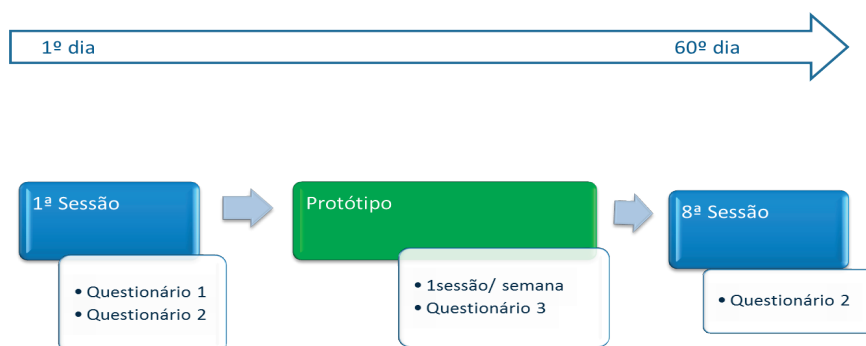 1º dia
60º dia
1ª Sessão
Protótipo
8ª Sessão
• Questionário 1
• Questionário 2
• 1sessão/ semana
• Questionário 3
• Questionário 2